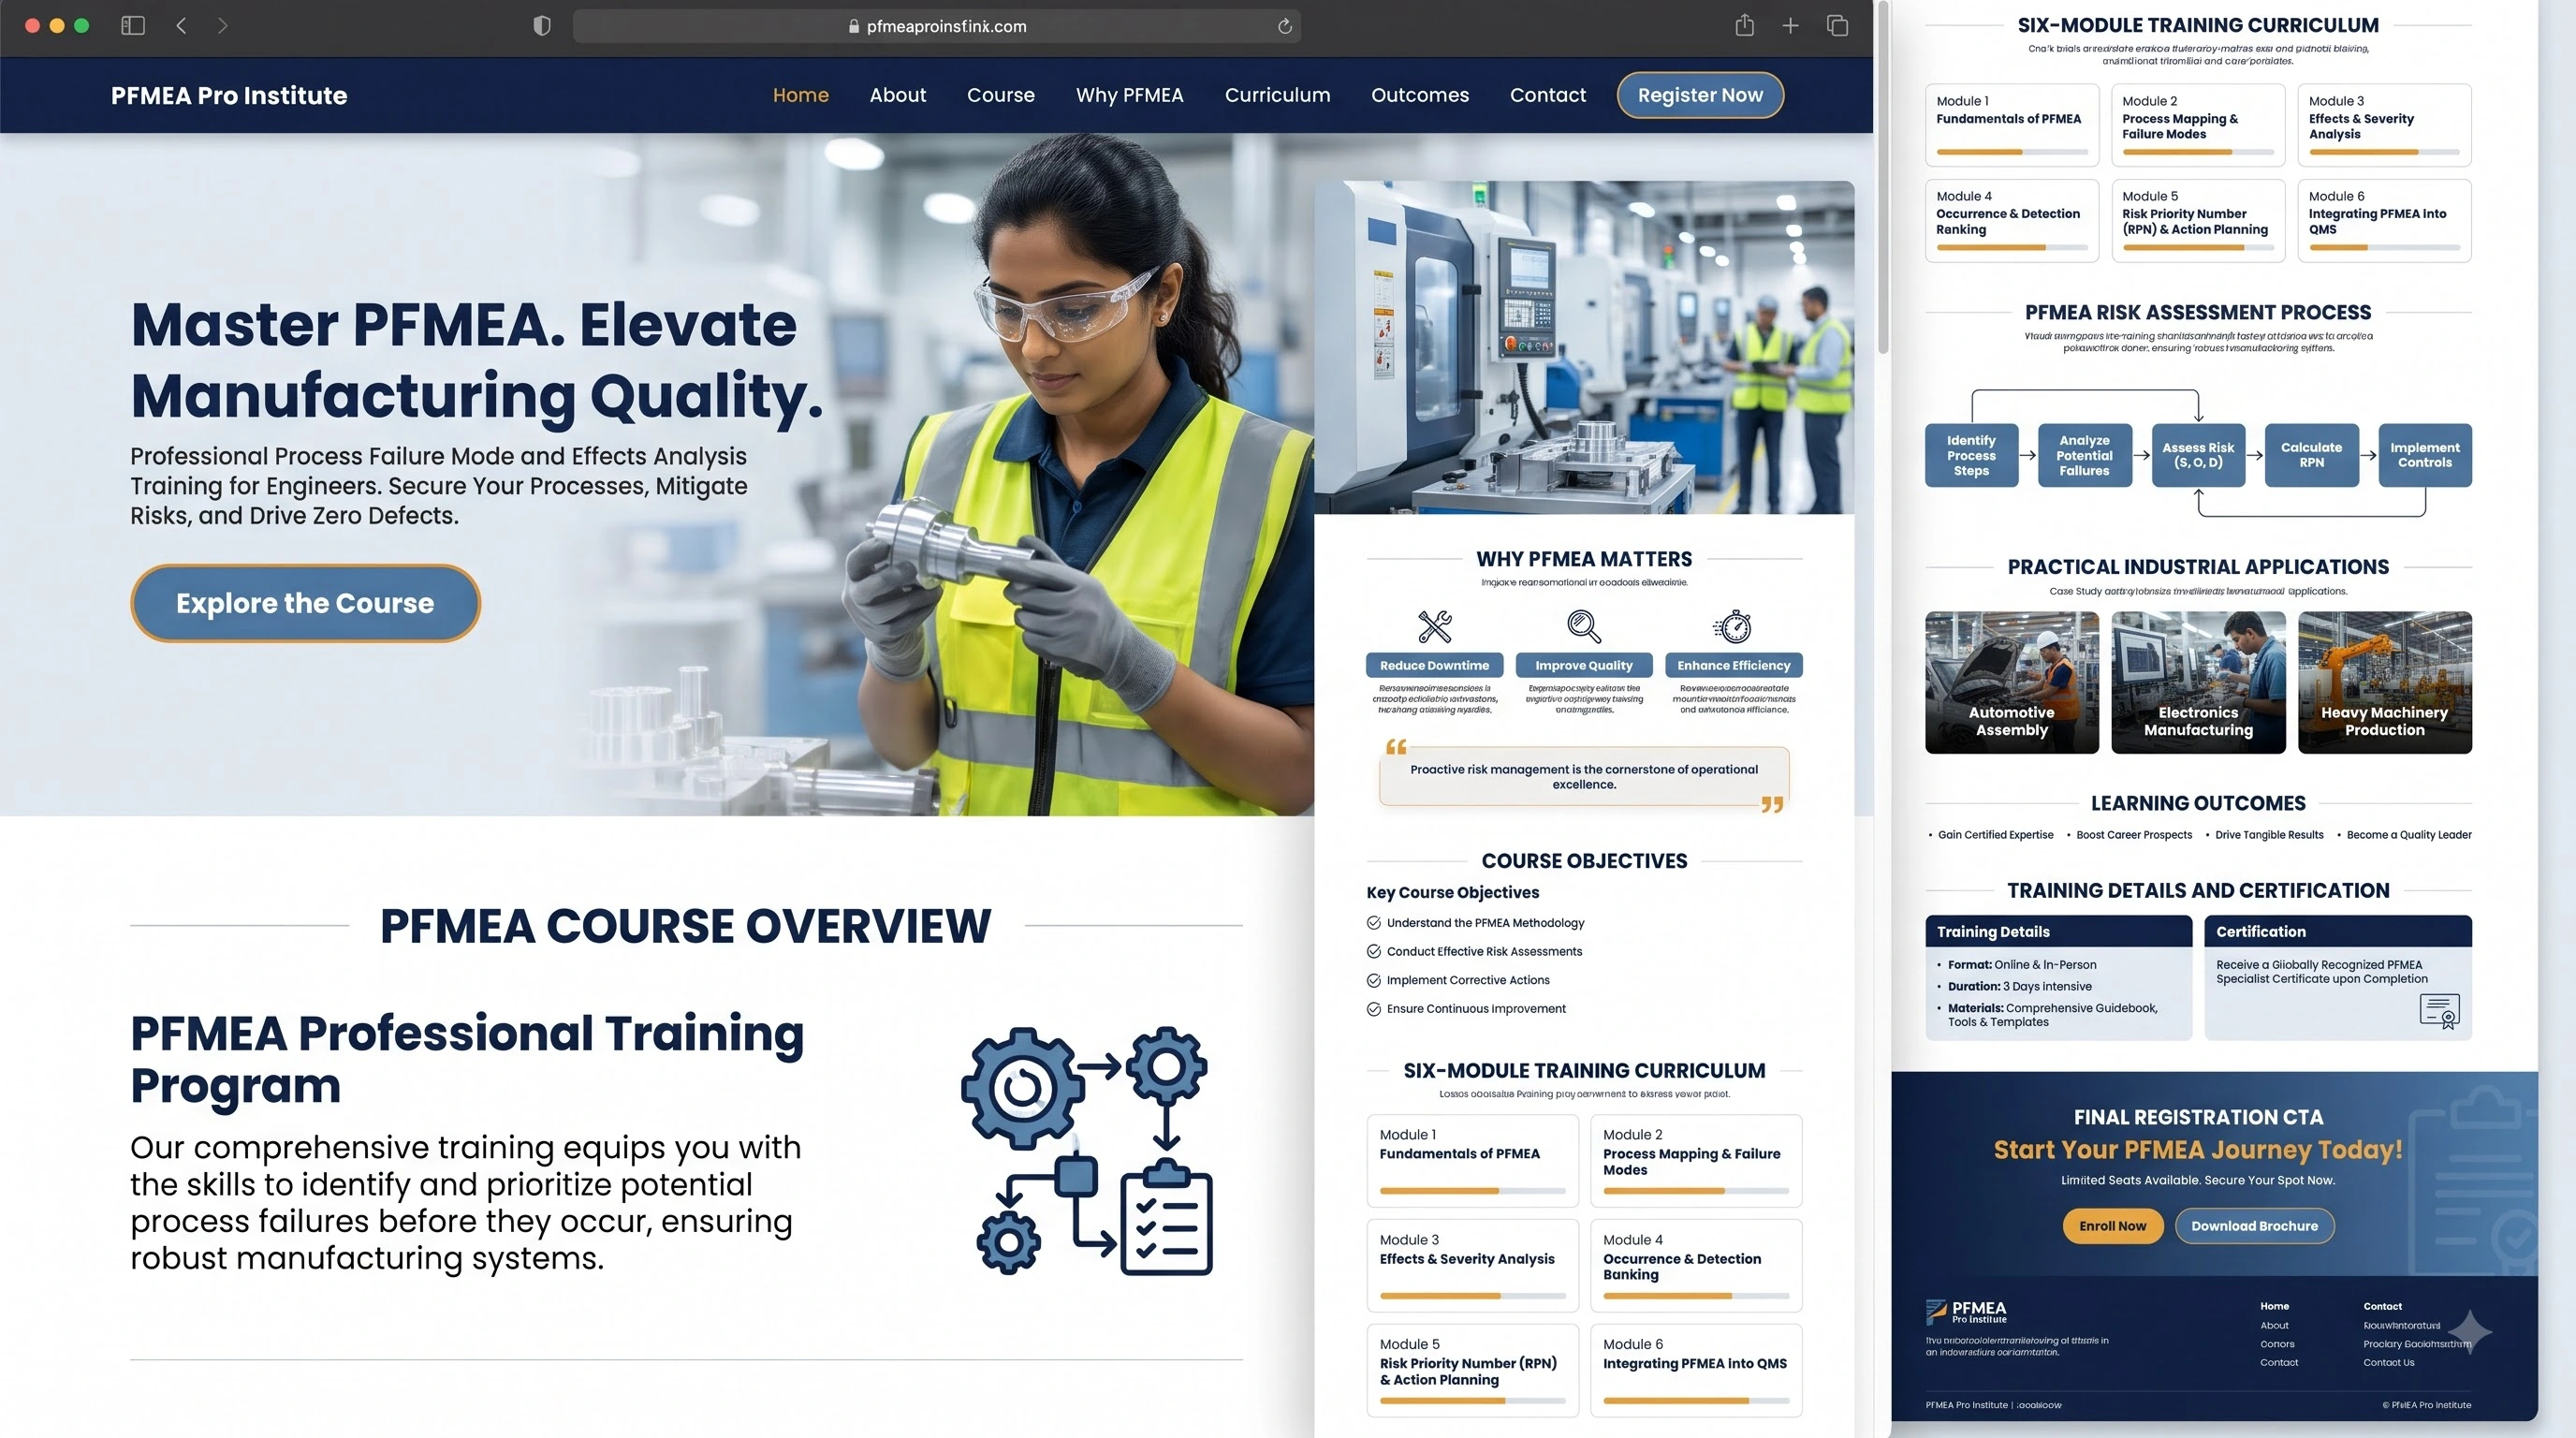 PFMEA Pro Institute
Home
About
Course
Why PFMEA
Curriculum
Outcomes
Contact
Register Now
Master PFMEA. Elevate
Manufacturing Quality.
Professional Process Failure Mode and Effects Analysis
Training for Engineers. Secure Your Processes, Mitigate
Risks, and Drive Zero Defects.
Explore the Course
PFMEA COURSE OVERVIEW
PFMEA Professional Training
Program
Our comprehensive training equips you with
the skills to identify and prioritize potential
process failures before they occur, ensuring
robust manufacturing systems.
WHY PFMEA MATTERS
Reduce Downtime
Improve Quality
Enhance Efficiency
“
Proactive risk management is the cornerstone of operational
excellence.
”
COURSE OBJECTIVES
Key Course Objectives
Understand the PFMEA Methodology
Conduct Effective Risk Assessments
Implement Corrective Actions
Ensure Continuous Improvement
SIX-MODULE TRAINING CURRICULUM
Module 1
Fundamentals of PFMEA
Module 2
Process Mapping & Failure
Modes
Module 3
Effects & Severity Analysis
Module 4
Occurrence & Detection
Banking
Module 5
Risk Priority Number (RPN)
& Action Planning
Module 6
Integrating PFMEA into QMS
SIX-MODULE TRAINING CURRICULUM
Module 1
Fundamentals of PFMEA
Module 2
Process Mapping &
Failure Modes
Module 3
Effects & Severity
Analysis
Module 4
Occurrence & Detection
Ranking
Module 5
Risk Priority Number
(RPN) & Action Planning
Module 6
Integrating PFMEA into
QMS
PFMEA RISK ASSESSMENT PROCESS
Identify
Process
Steps
Analyze
Potential
Failures
Assess Risk
(S, O, D)
Calculate
RPN
Implement
Controls
PRACTICAL INDUSTRIAL APPLICATIONS
Case Study applications.
Automotive
Assembly
Electronics
Manufacturing
Heavy Machinery
Production
LEARNING OUTCOMES
• Gain Certified Expertise • Boost Career Prospects • Drive Tangible Results • Become a Quality Leader
TRAINING DETAILS AND CERTIFICATION
Training Details
• Format: Online & In-Person
• Duration: 3 Days intensive
• Materials: Comprehensive Guidebook,
Tools & Templates
Certification
Receive a Giiobally Recognized PFMEA
Specialist Certificate upon Completion
FINAL REGISTRATION CTA
Start Your PFMEA Journey Today!
Limited Seats Available. Secure Your Spot Now.
Enroll Now
Download Brochure
PFMEA
Pro Institute
Home
About
Conors
Contact
Contact
Contact Us
PFMEA Pro Institute |
© Pro Institute